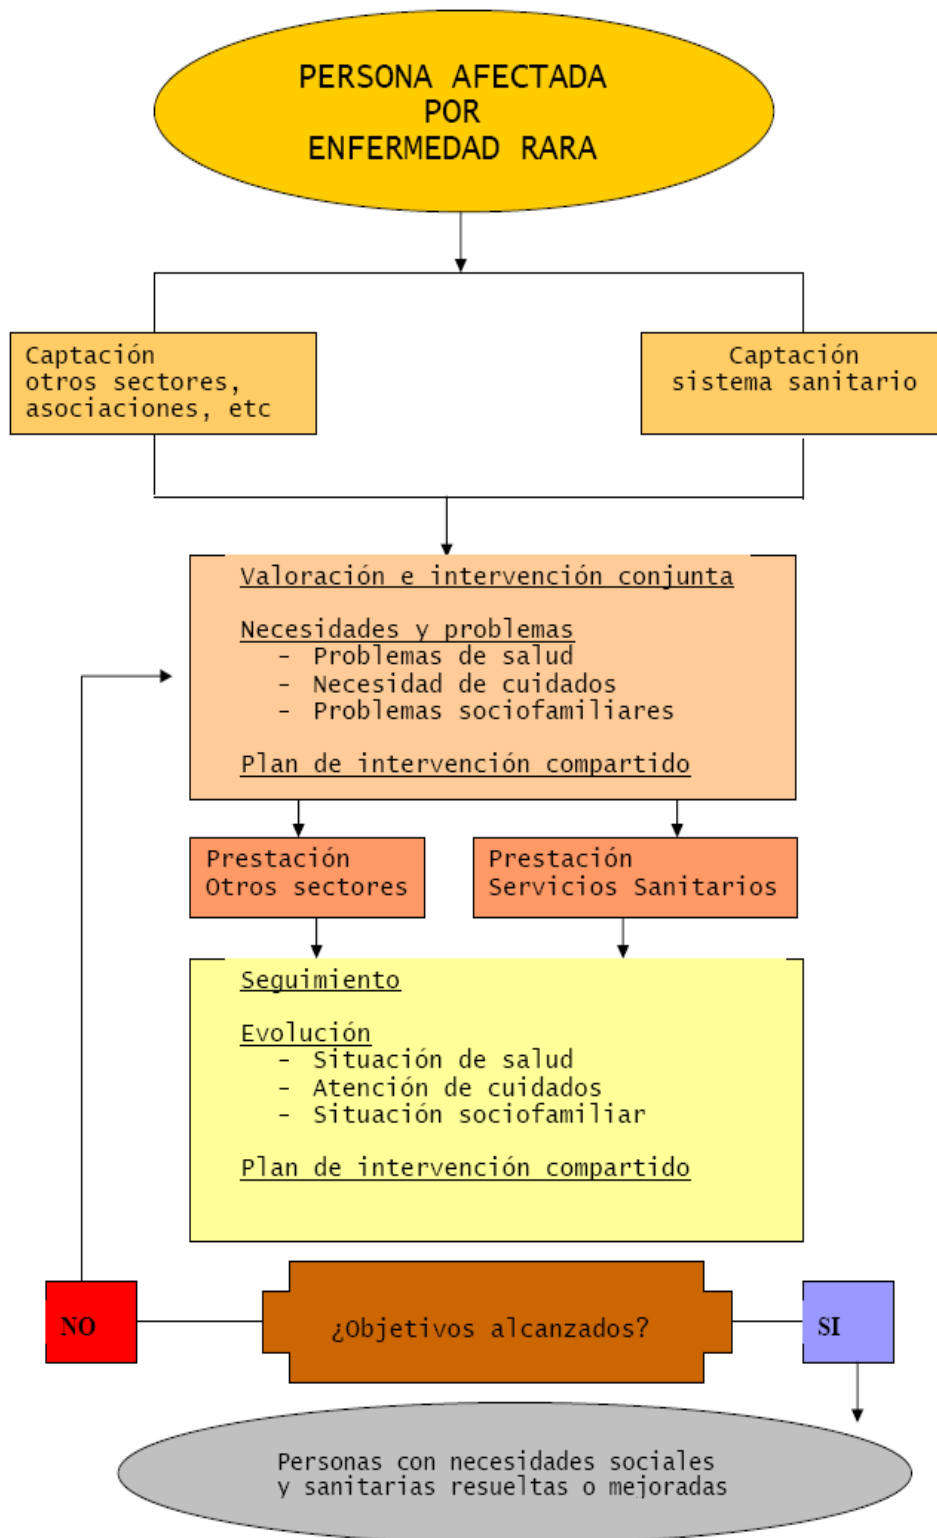 PERSONA AFECTADA
POR
ENFERMEDAD RARA
Captación
otros sectores,
asociaciones, etc
Captación
sistema sanitario
Valoración e intervención conjunta
Necesidades y problemas
- Problemas de salud
- Necesidad de cuidados
- Problemas sociofamiliares
Plan de intervención compartido
Prestación
Otros sectores
Prestación
Servicios Sanitarios
Seguimiento
Evolución
- Situación de salud
- Atención de cuidados
- Situación sociofamiliar
Plan de intervención compartido
NO
¿Objetivos alcanzados?
SI
Personas con necesidades sociales
y sanitarias resueltas o mejoradas